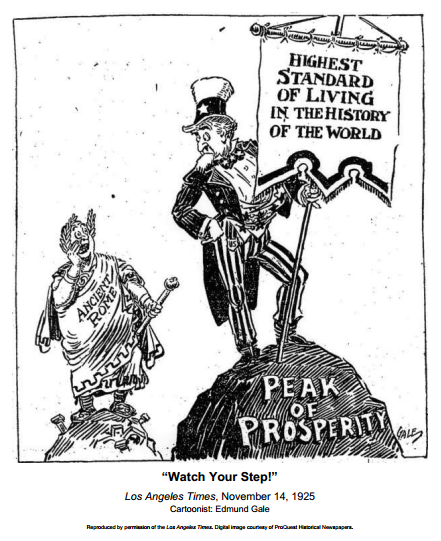 HIGHEST
STANDARD
OF LIVING
IN THE HISTORY
OF THE WORLD
ANCIENT
ROME
PEAK
OF
PROSPERITY
GALE
“Watch Your Step!”
Los Angeles Times, November 14, 1925
Cartoonist: Edmund Gale
Reproduced by permission of the Los Angeles Times. Digital image courtesy of ProQuest Historical Newspapers.